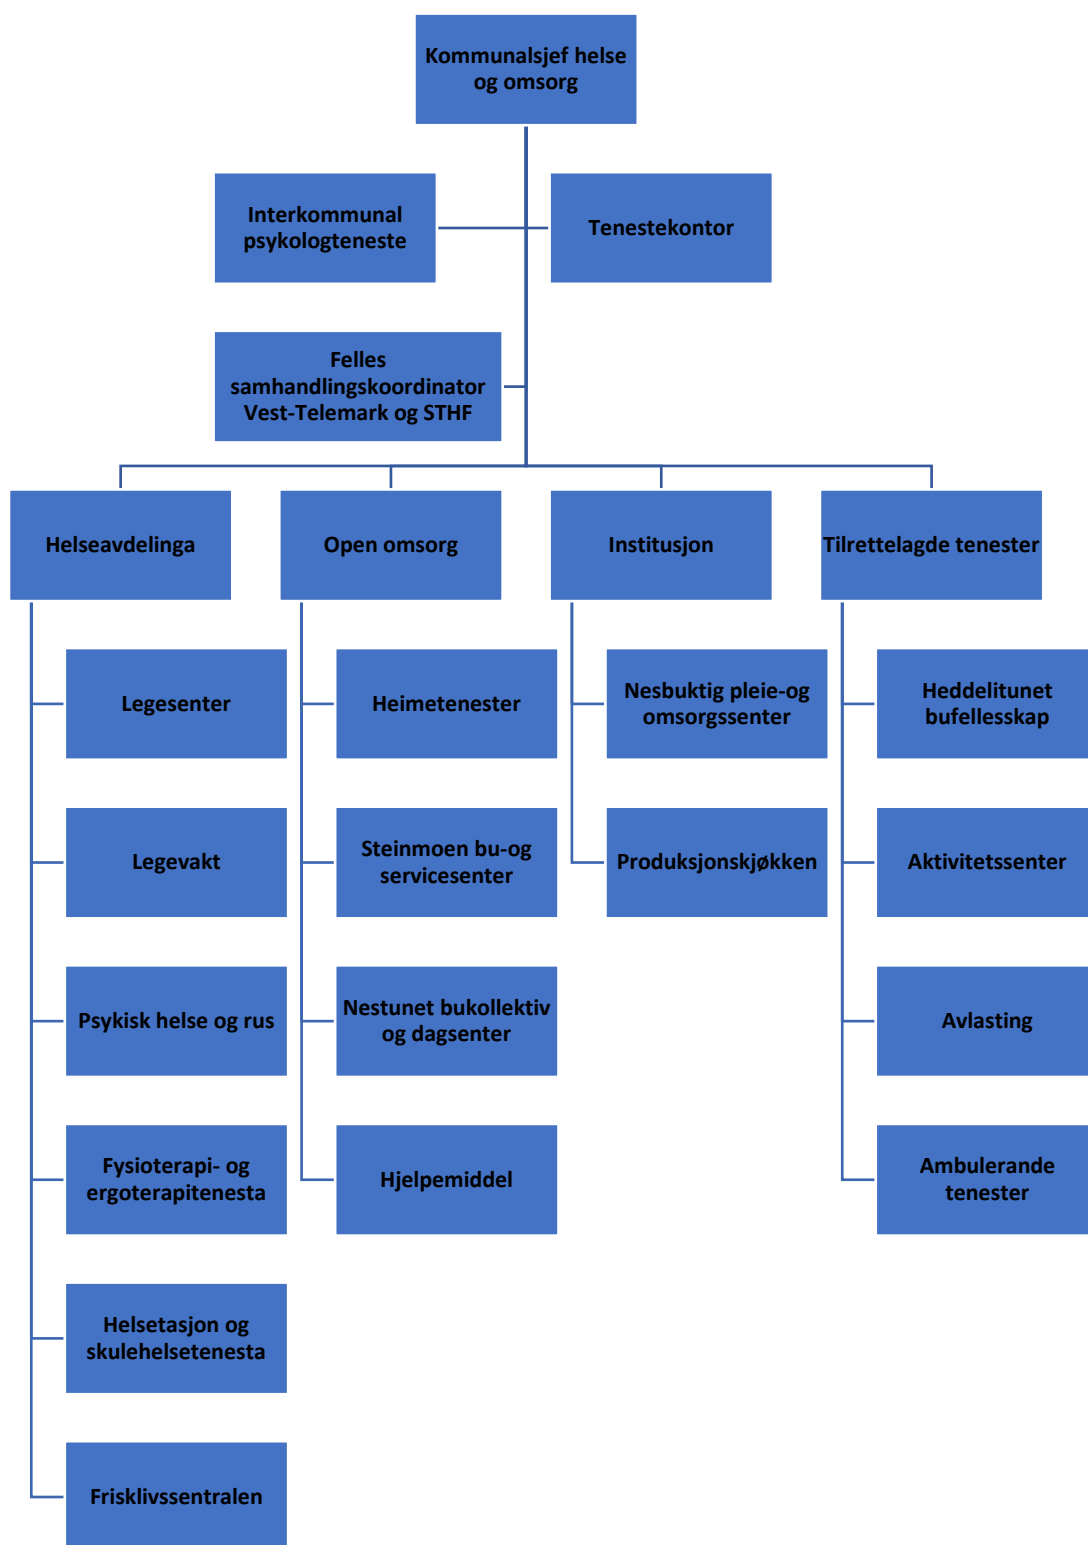 Kommunalsjef helse
og omsorg
Interkommunal
psykologteneste
Tenestekontor
Felles
samhandlingskoordinator
Vest-Telemark og STHF
Helseavdelinga
Open omsorg
Institusjon
Tilrettelagde tenester
Legesenter
Heimetenester
Nesbuktig pleie-og
omsorgssenter
Heddelitunet
bufellesskap
Legevakt
Steinmoen bu-og
servicesenter
Produksjonskjøkken
Aktivitetssenter
Psykisk helse og rus
Nestunet bukollektiv
og dagsenter
Avlasting
Fysioterapi- og
ergoterapitenesta
Hjelpemiddel
Ambulerande
tenester
Helsetasjon og
skulehelsetenesta
Frisklivssentralen